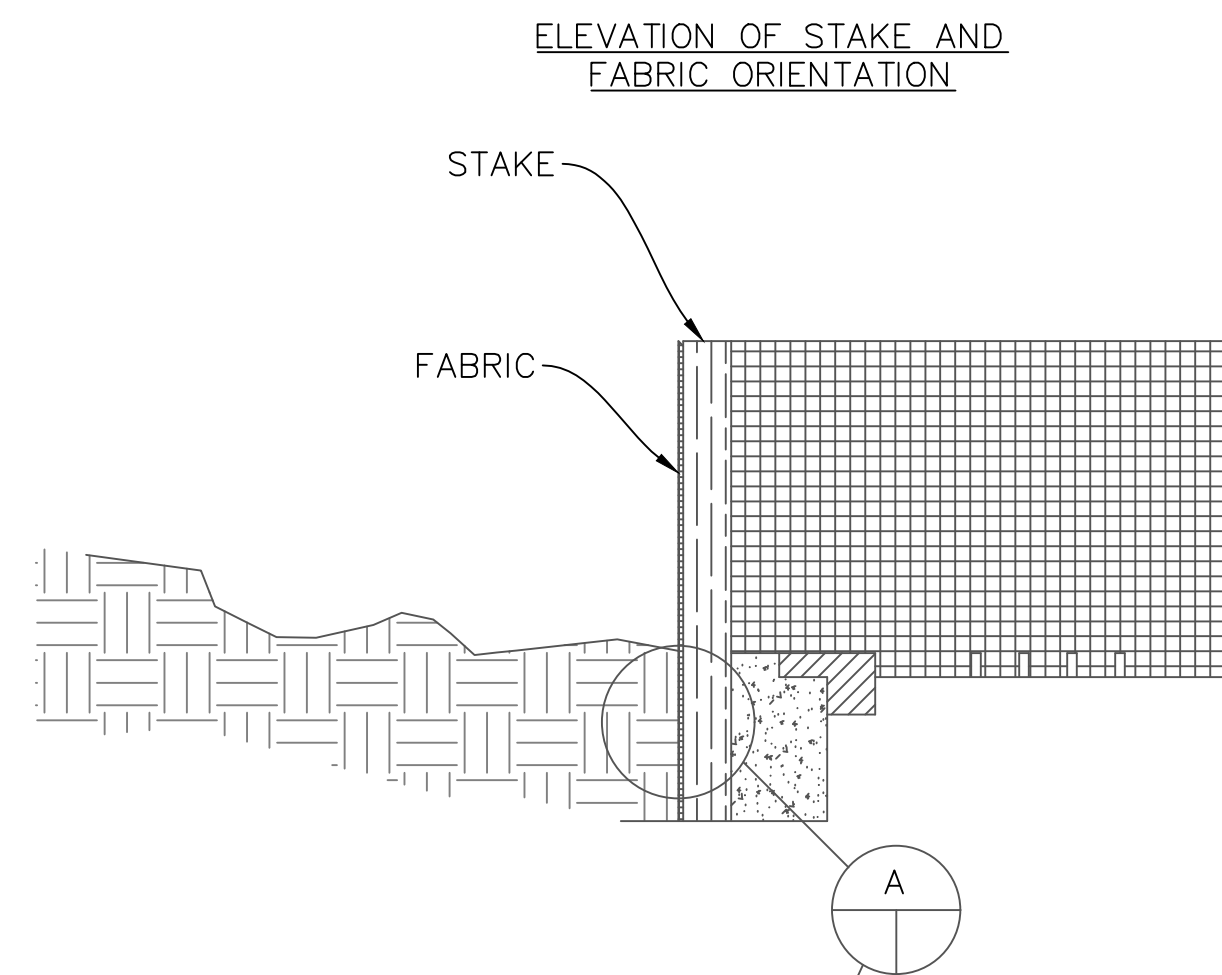 ELEVATION OF STAKE AND
FABRIC ORIENTATION
STAKE
FABRIC
A